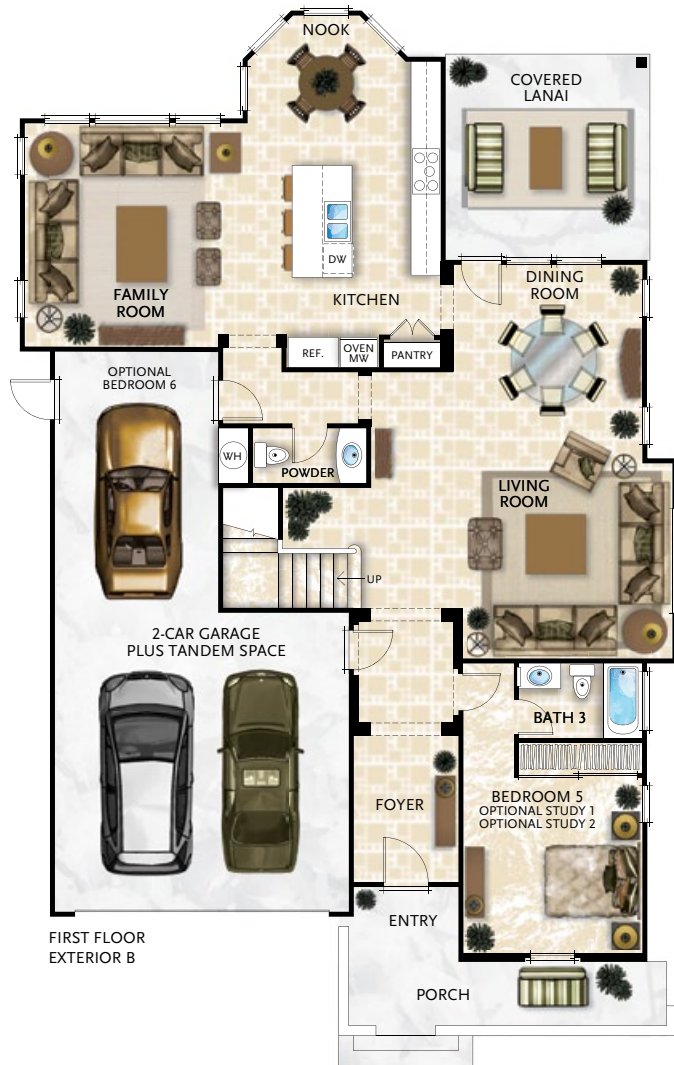 NOOK
COVERED
LANAI
DW
DINING
ROOM
FAMILY
ROOM
KITCHEN
REF.
OVEN
MW
PANTRY
OPTIONAL
BEDROOM 6
WH
POWDER
LIVING
ROOM
UP
2-CAR GARAGE
PLUS TANDEM SPACE
BATH 3
FOYER
BEDROOM 5
OPTIONAL STUDY 1
OPTIONAL STUDY 2
ENTRY
FIRST FLOOR
EXTERIOR B
PORCH